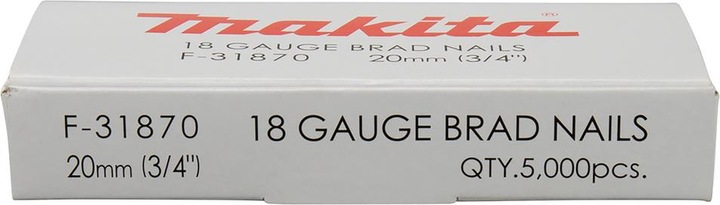 Makita®
18 GAUGE BRAD NAILS
F-31870 20mm (3/4")
F-31870 18 GAUGE BRAD NAILS
20mm (3/4") QTY.5,000pcs.